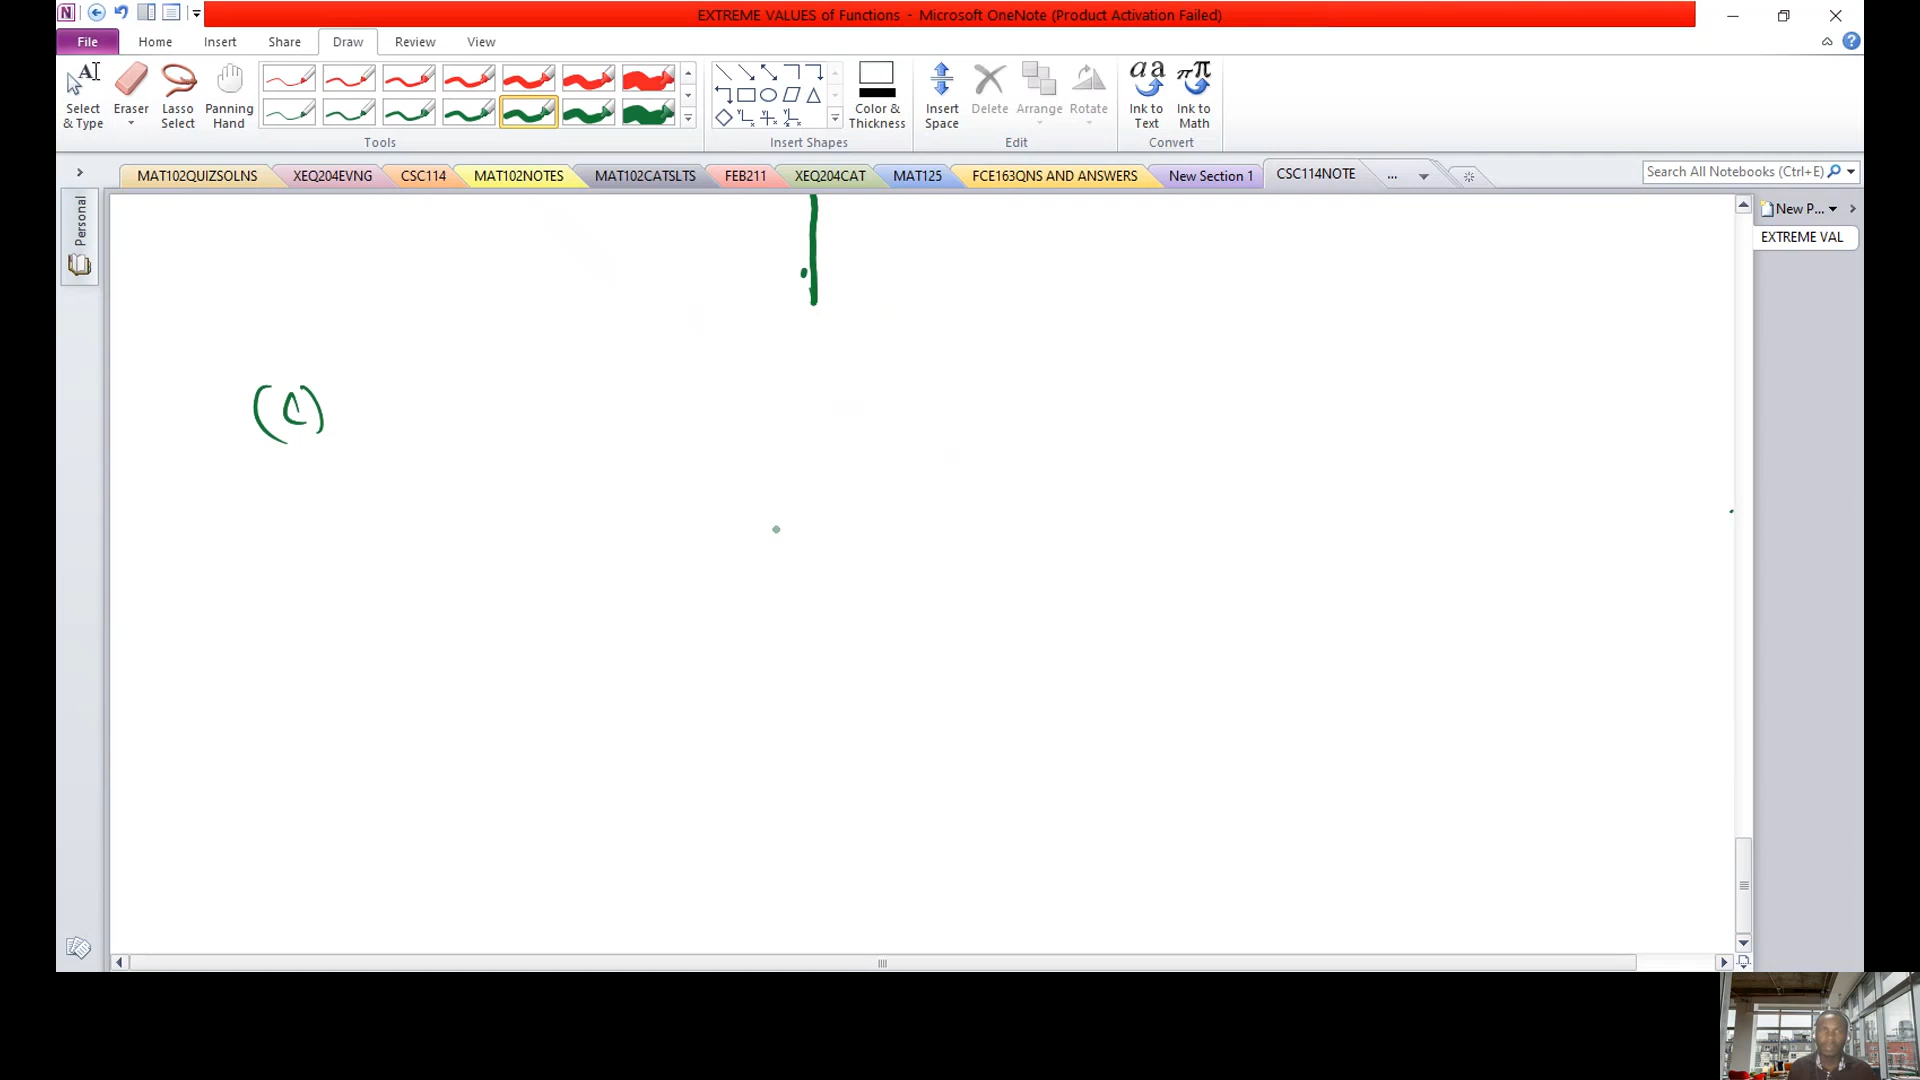 EXTREME VALUES of Functions - Microsoft OneNote (Product Activation Failed)
File Home Insert Share Draw Review View
Select & Type
Eraser
Lasso Select
Panning Hand
Color & Thickness
Insert Space
Delete
Arrange
Rotate
Ink to Text
Ink to Math
Tools
Insert Shapes
Edit
Convert
MAT102QUIZSOLNS XEQ204EVNG CSC114 MAT102NOTES MAT102CATSLTS FEB211 XEQ204CAT MAT125 FCE163QNS AND ANSWERS New Section 1 CSC114NOTE ...
Search All Notebooks (Ctrl+E)
Personal
New P...
EXTREME VAL